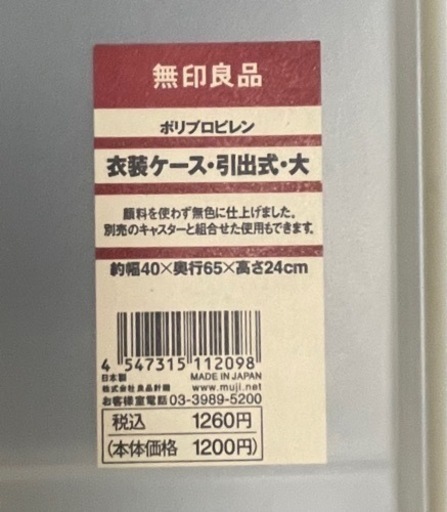 無印良品
ポリプロピレン
衣装ケース・引出式・大
顔料を使わず無色に仕上げました。
別売のキャスターと組合せた使用もできます。
約幅40×奥行65×高さ24cm
4 547315 112098
日本製 MADE IN JAPAN
株式会社 良品計画 www.muji.net
お客様室電話 03-3989-5200
税込 1260円
(本体価格 1200円)